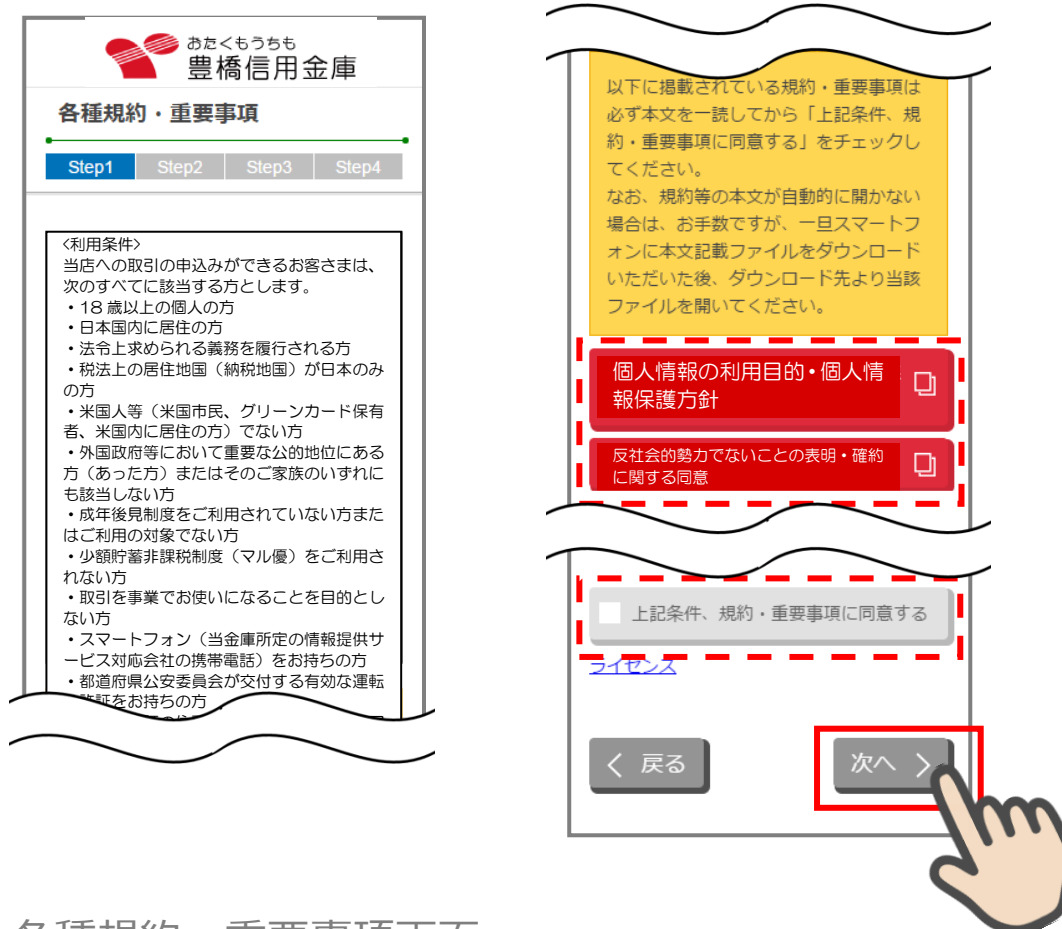 おたくもうちも
豊橋信用金庫
各種規約・重要事項
Step1 Step2 Step3 Step4
<利用条件>
当店への取引の申込みができるお客さまは、
次のすべてに該当する方とします。
・18 歳以上の個人の方
・日本国内に居住の方
・法令上求められる義務を履行される方
・税法上の居住地国（納税地国）が日本のみ
の方
・米国人等（米国市民、グリーンカード保有
者、米国内に居住の方）でない方
・外国政府等において重要な公的地位にある
方（あった方）またはそのご家族のいずれに
も該当しない方
・成年後見制度をご利用されていない方また
はご利用の対象でない方
・少額貯蓄非課税制度（マル優）をご利用さ
れない方
・取引を事業でお使いになることを目的とし
ない方
・スマートフォン（当金庫所定の情報提供サ
ービス対応会社の携帯電話）をお持ちの方
・都道府県公安委員会が交付する有効な運転
許証をお持ちの方
以下に掲載されている規約・重要事項は
必ず本文を一読してから「上記条件、規
約・重要事項に同意する」をチェックし
てください。
なお、規約等の本文が自動的に開かない
場合は、お手数ですが、一旦スマートフ
ォンに本文記載ファイルをダウンロード
いただいた後、ダウンロード先より当該
ファイルを開いてください。
個人情報の利用目的・個人情
報保護方針
反社会的勢力でないことの表明・確約
に関する同意
上記条件、規約・重要事項に同意する
ライセンス
戻る
次へ
各種規約・重要事項画面